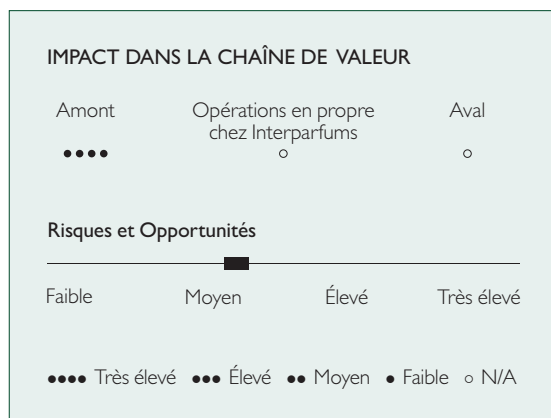 IMPACT DANS LA CHAÎNE DE VALEUR
Amont
Opérations en propre
chez Interparfums
Aval
●●●●
○
○
Risques et Opportunités
Faible Moyen Élevé Très élevé
●●●● Très élevé ●●● Élevé ●● Moyen ● Faible ○ N/A